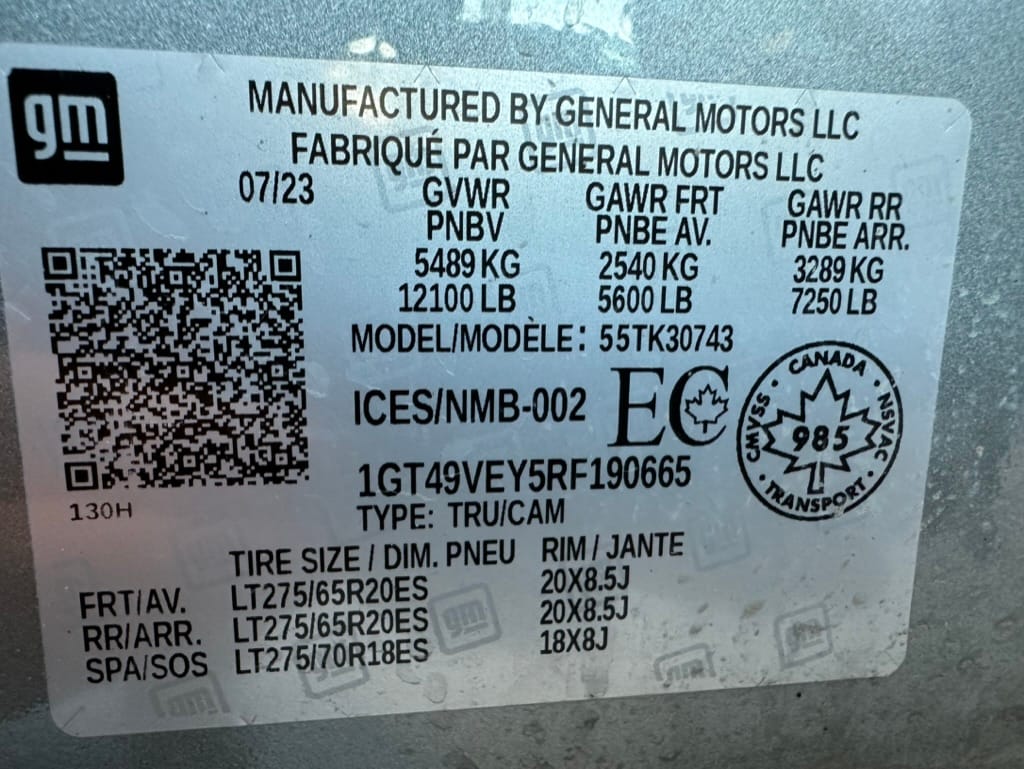 gm
MANUFACTURED BY GENERAL MOTORS LLC
FABRIQUÉ PAR GENERAL MOTORS LLC
07/23 GVWR GAWR FRT GAWR RR
PNBV PNBE AV. PNBE ARR.
5489 KG 2540 KG 3289 KG
12100 LB 5600 LB 7250 LB
MODEL/MODÈLE: 55TK30743
ICES/NMB-002 EC
CANADA
CMVSS 985 NSVAC
TRANSPORT
1GT49VEY5RF190665
130H
TYPE: TRU/CAM
TIRE SIZE / DIM. PNEU RIM / JANTE
FRT/AV. LT275/65R20ES 20X8.5J
RR/ARR. LT275/65R20ES 20X8.5J
SPA/SOS LT275/70R18ES 18X8J